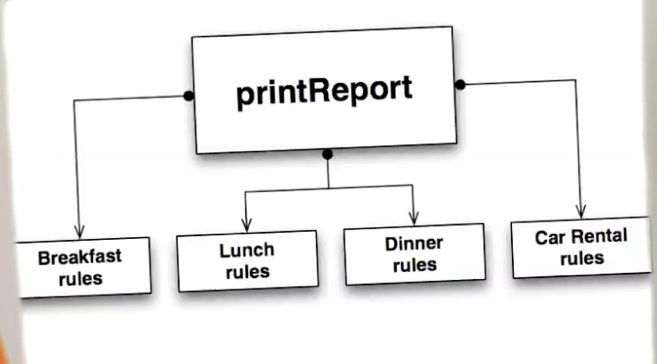 printReport
Breakfast
rules
Lunch
rules
Dinner
rules
Car Rental
rules